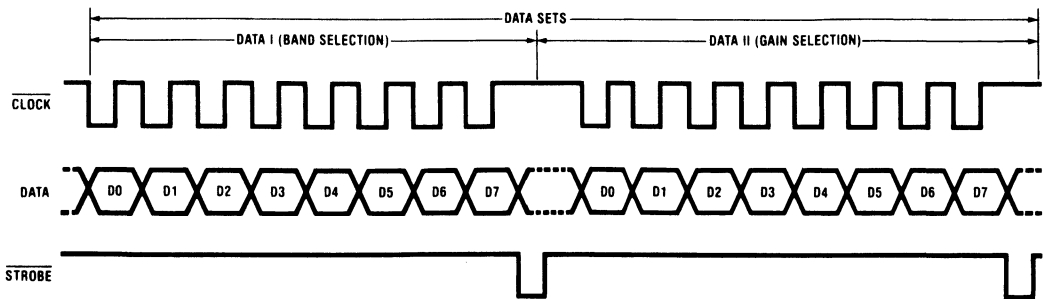 DATA SETS
DATA I (BAND SELECTION) DATA II (GAIN SELECTION)
CLOCK
DATA D0 D1 D2 D3 D4 D5 D6 D7 D0 D1 D2 D3 D4 D5 D6 D7
STROBE